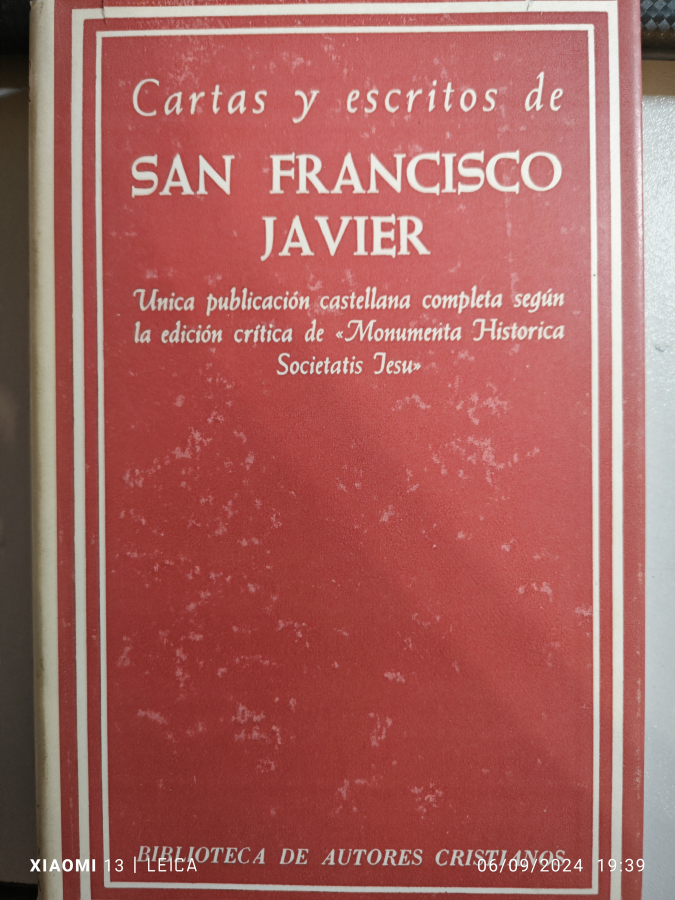 Cartas y escritos de
SAN FRANCISCO
JAVIER
Unica publicación castellana completa según
la edición crítica de «Monumenta Historica
Societatis Iesu»
BIBLIOTECA DE AUTORES CRISTIANOS
XIAOMI 13 | LEICA
06/09/2024 19:39